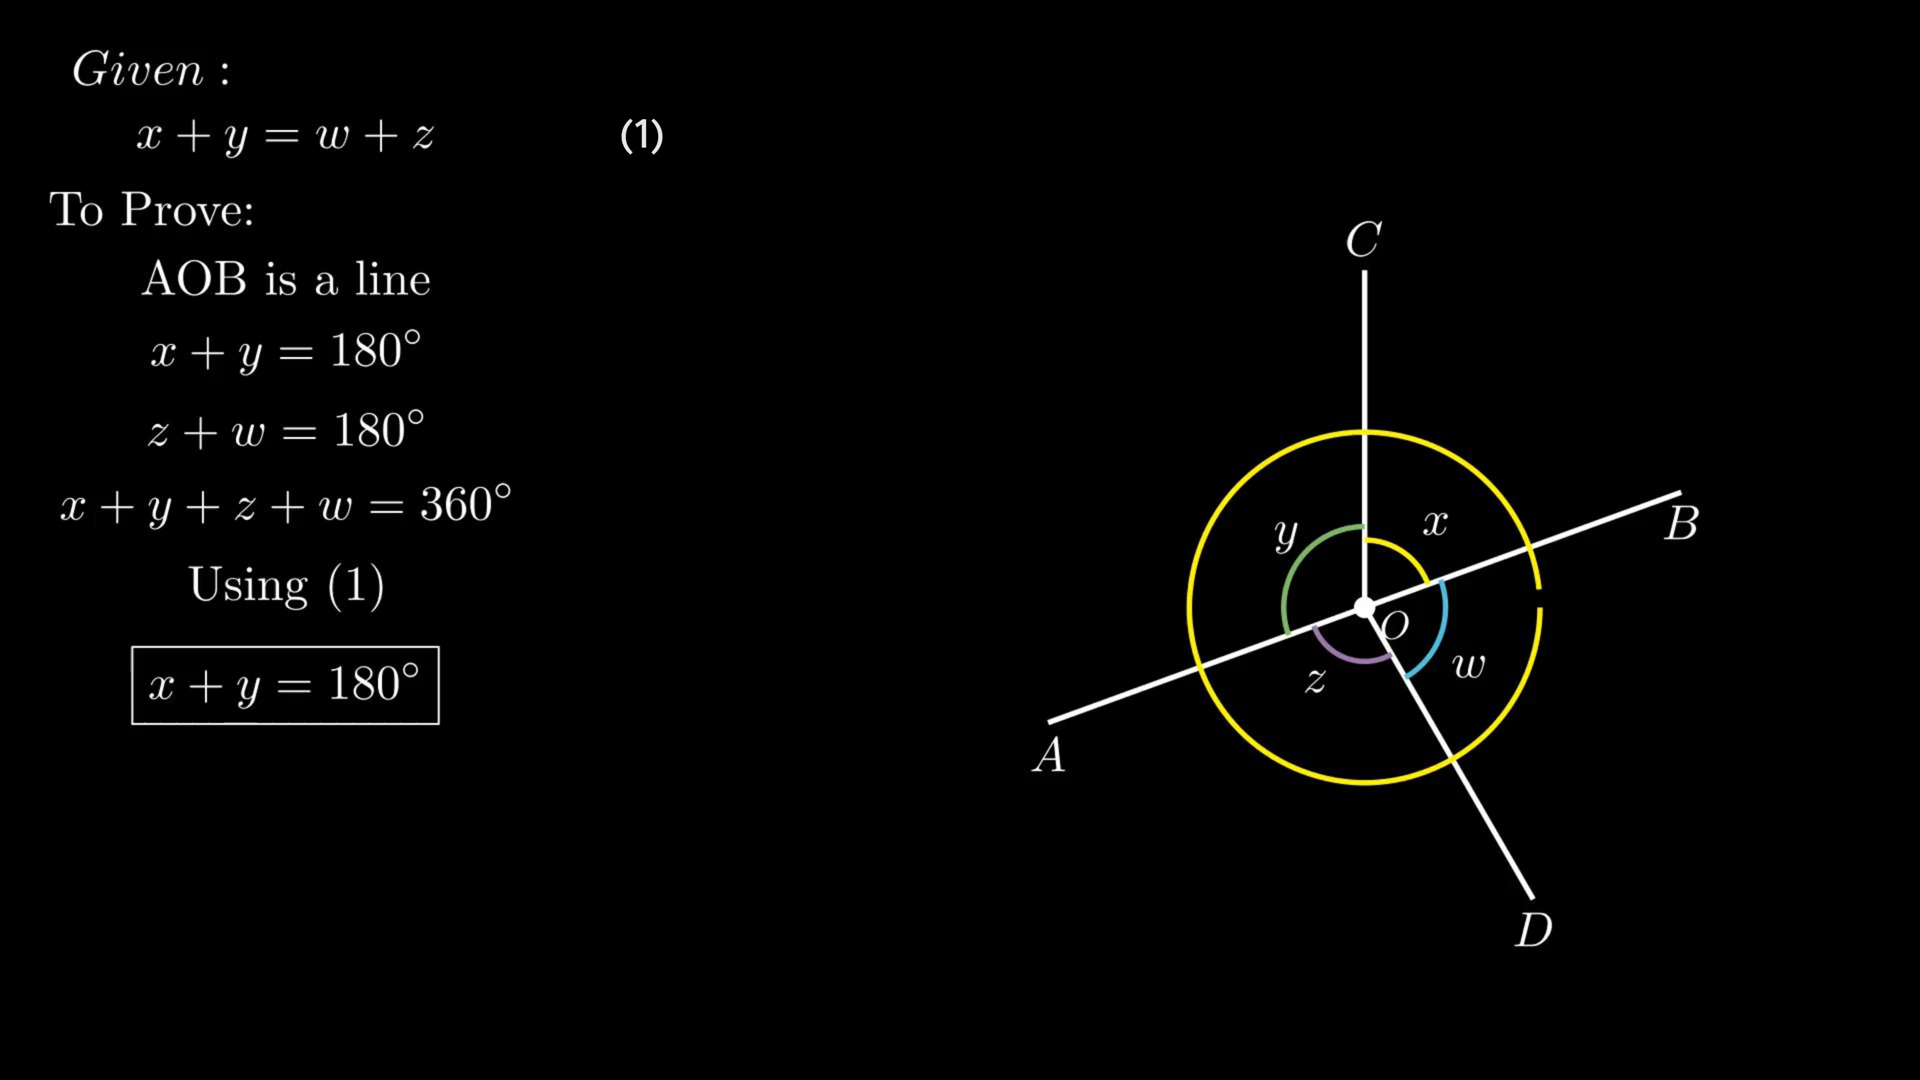 Given :
x + y = w + z (1)
To Prove:
AOB is a line
x + y = 180°
z + w = 180°
x + y + z + w = 360°
Using (1)
x + y = 180°
C
y
x
B
O
w
z
A
D